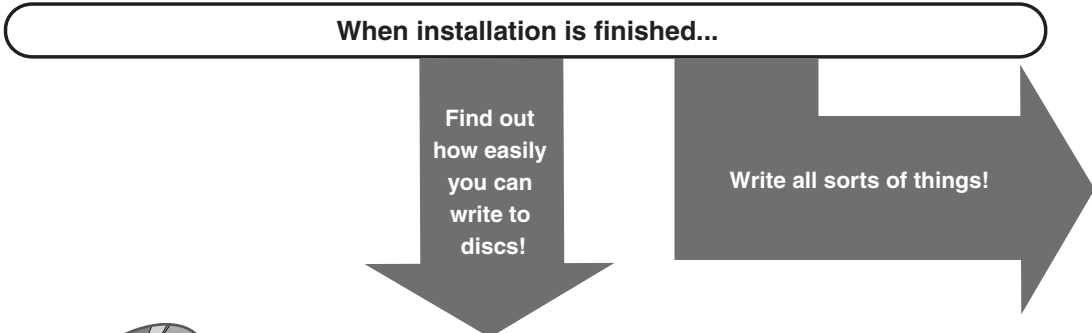 When installation is finished...
Find out
how easily
you can
write to
discs!
Write all sorts of things!